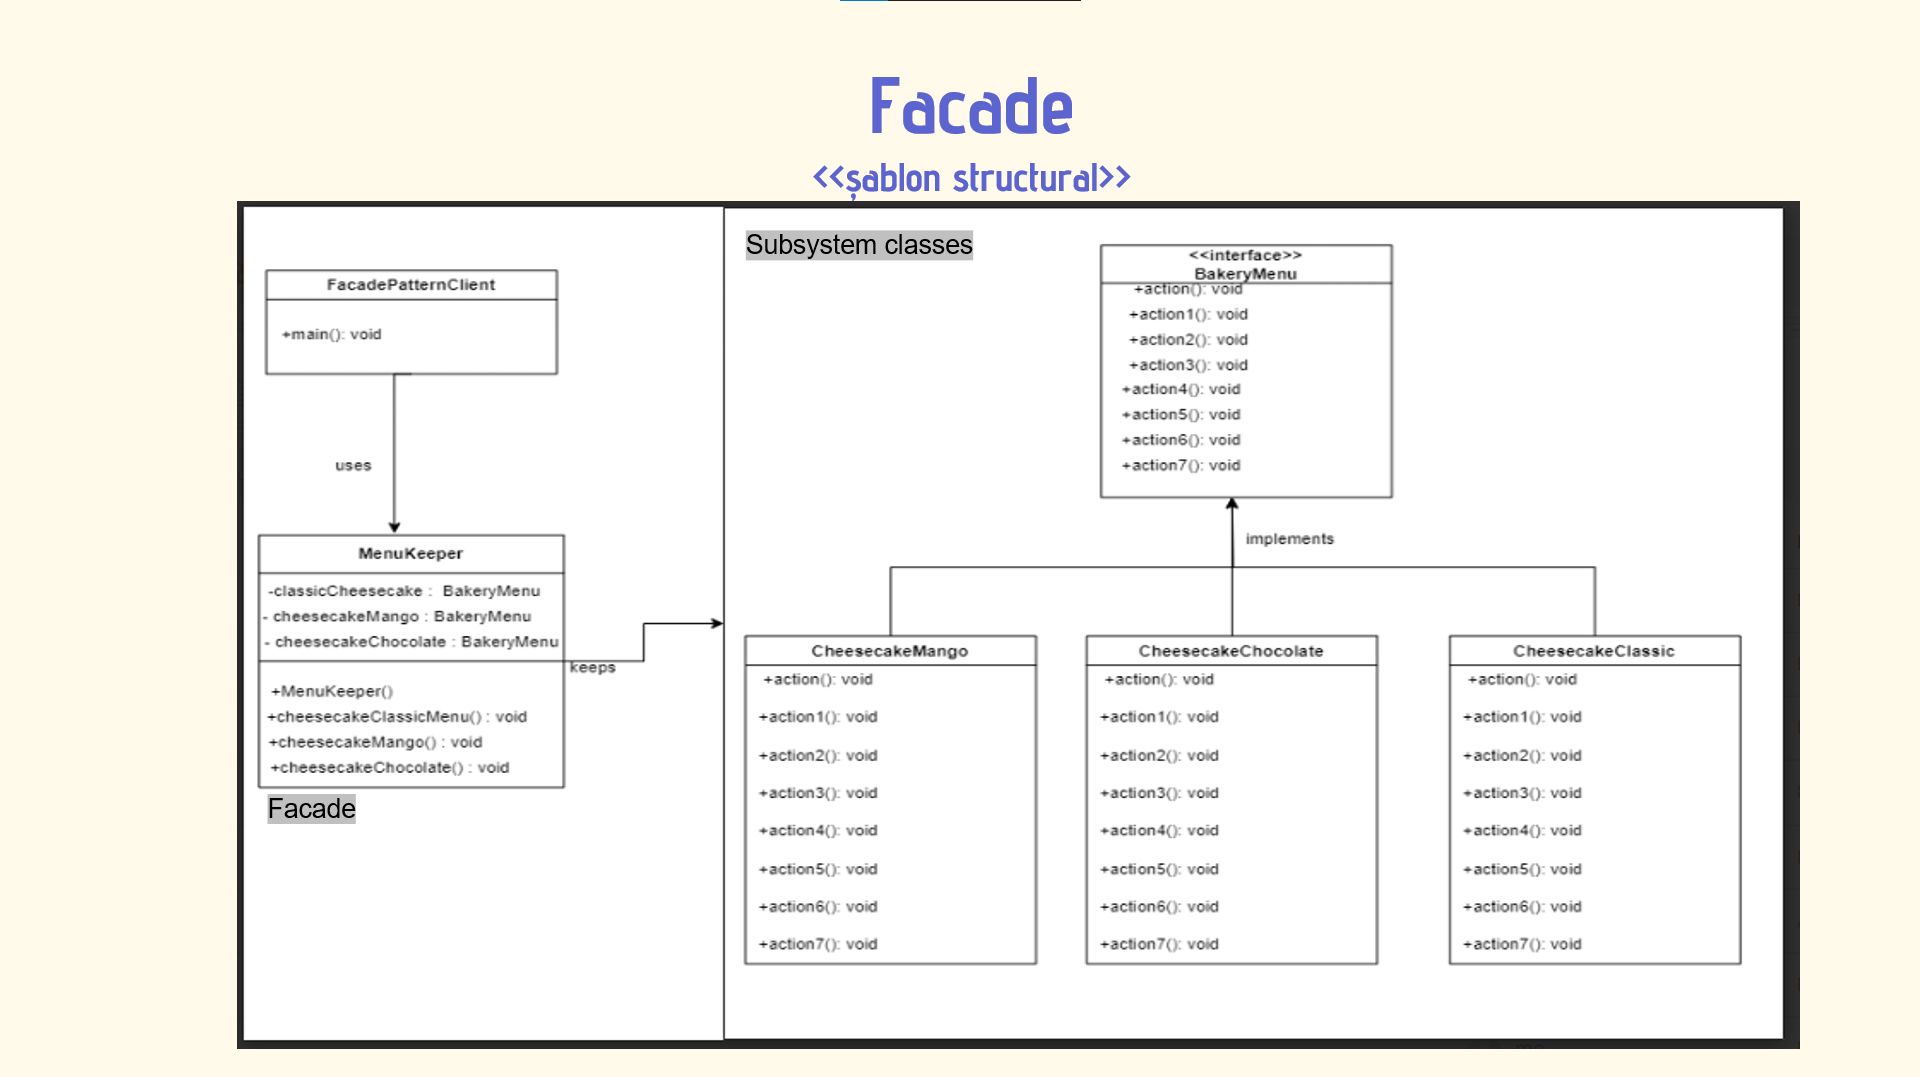 Facade
<<șablon structural>>
FacadePatternClient
+main(): void
uses
MenuKeeper
-classicCheesecake : BakeryMenu
- cheesecakeMango : BakeryMenu
- cheesecakeChocolate : BakeryMenu
keeps
+MenuKeeper()
+cheesecakeClassicMenu() : void
+cheesecakeMango() : void
+cheesecakeChocolate() : void
Facade
Subsystem classes
<<interface>>
BakeryMenu
+action(): void
+action1(): void
+action2(): void
+action3(): void
+action4(): void
+action5(): void
+action6(): void
+action7(): void
implements
CheesecakeMango
+action(): void
+action1(): void
+action2(): void
+action3(): void
+action4(): void
+action5(): void
+action6(): void
+action7(): void
CheesecakeChocolate
+action(): void
+action1(): void
+action2(): void
+action3(): void
+action4(): void
+action5(): void
+action6(): void
+action7(): void
CheesecakeClassic
+action(): void
+action1(): void
+action2(): void
+action3(): void
+action4(): void
+action5(): void
+action6(): void
+action7(): void